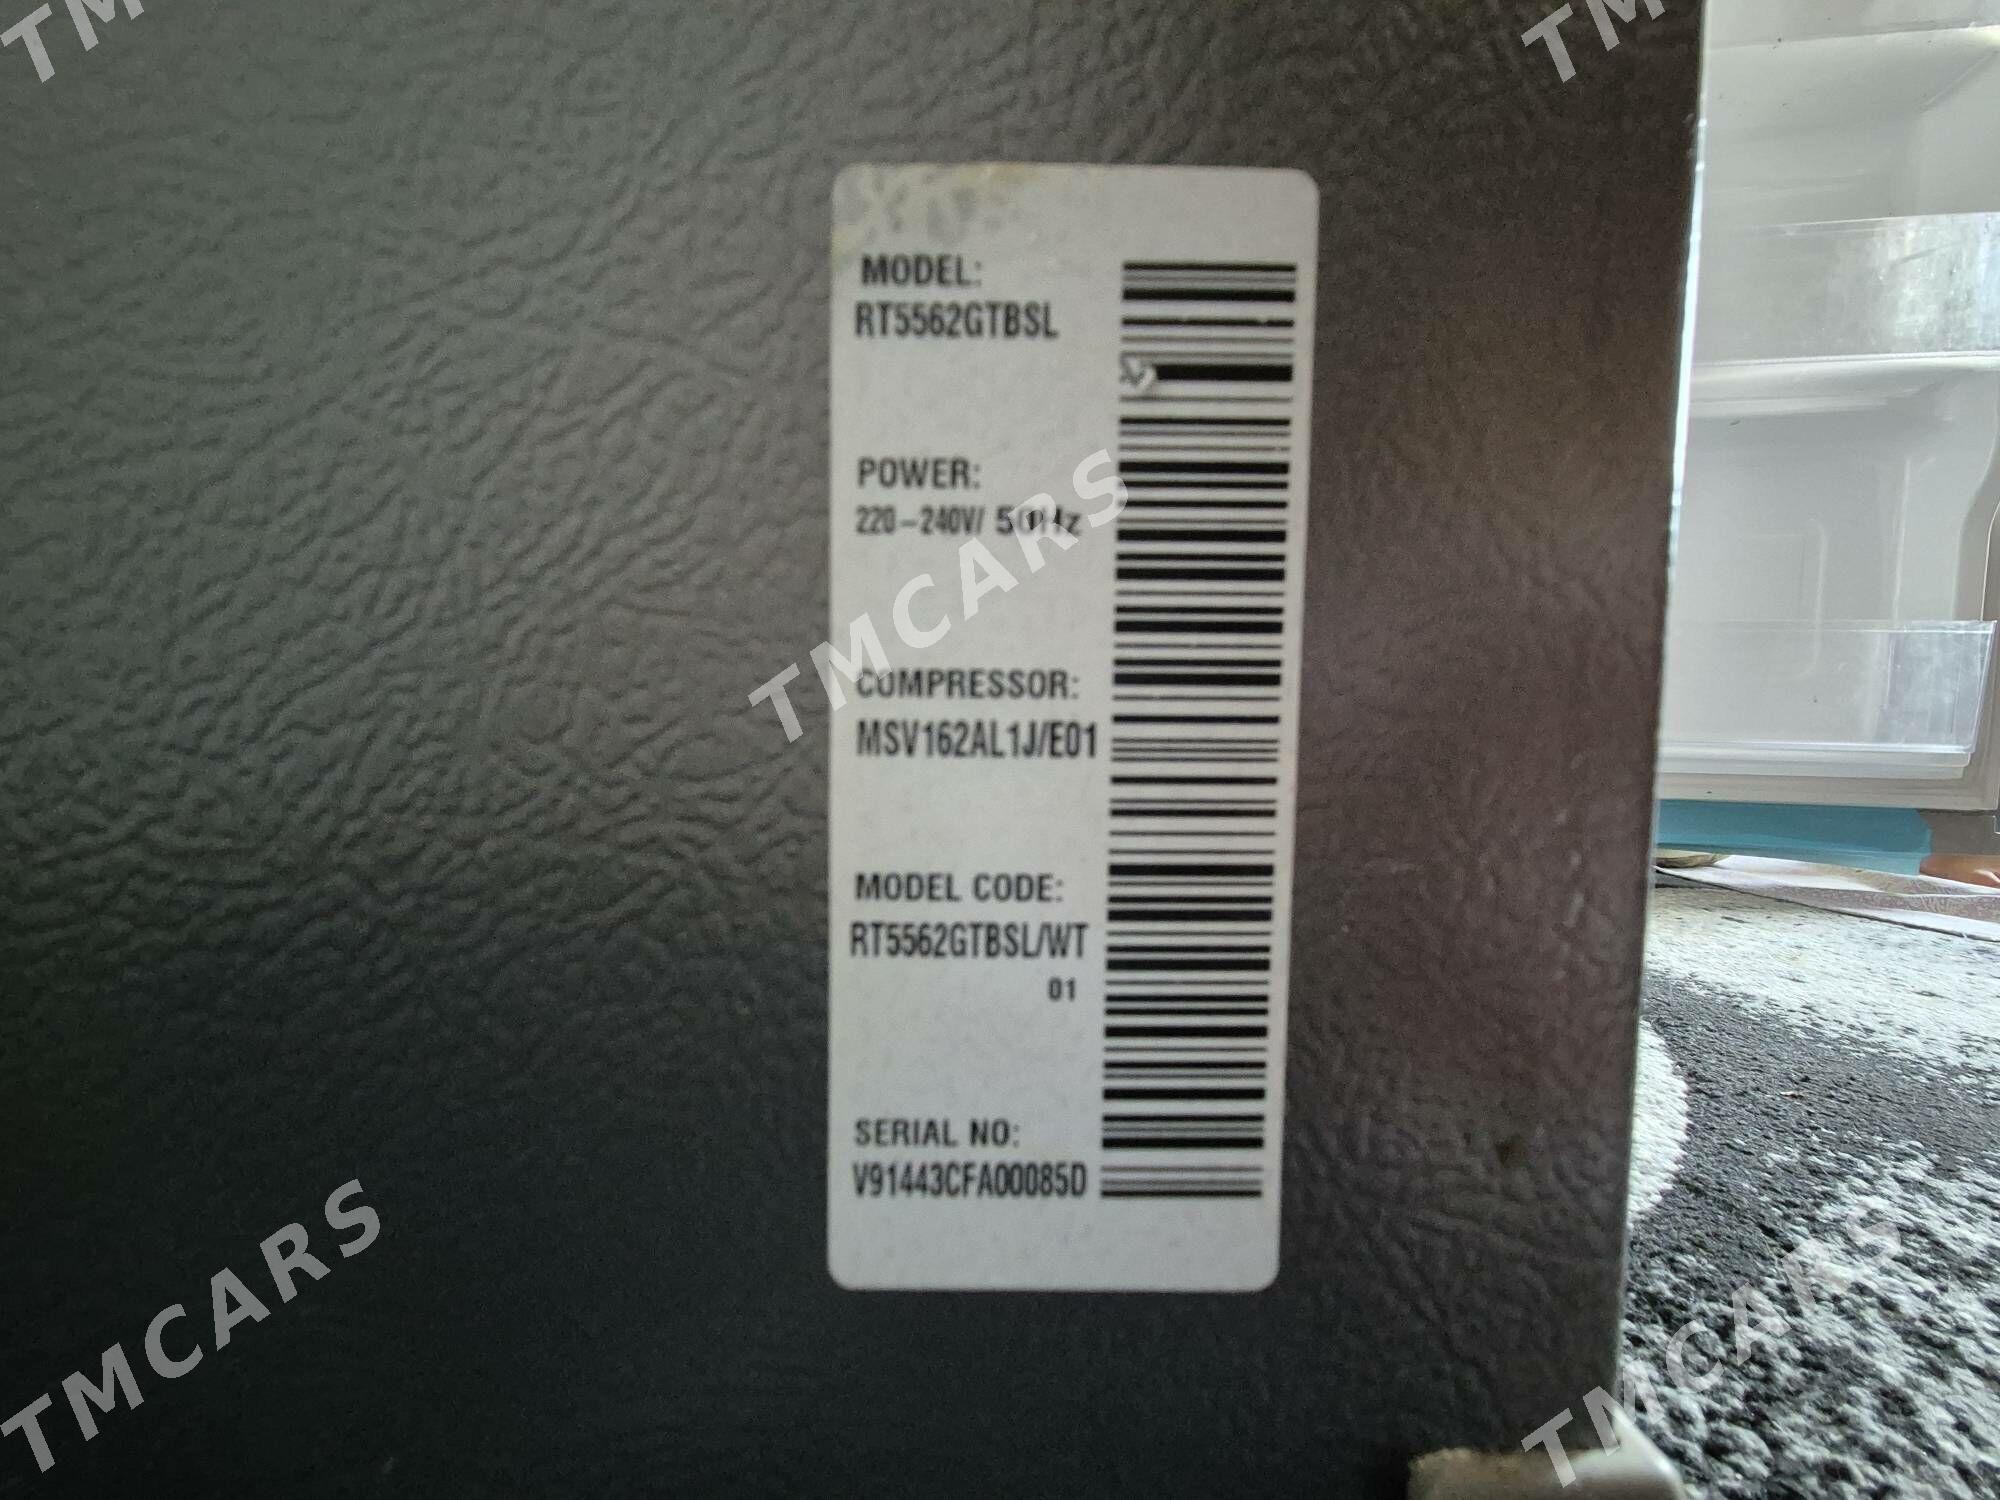 MODEL:
RT5562GTBSL
POWER:
220-240V/ 50Hz
COMPRESSOR:
MSV162AL1J/E01
MODEL CODE:
RT5562GTBSL/WT
01
SERIAL NO:
V91443CFA00085D
TMCARS
TMCARS
TMCARS